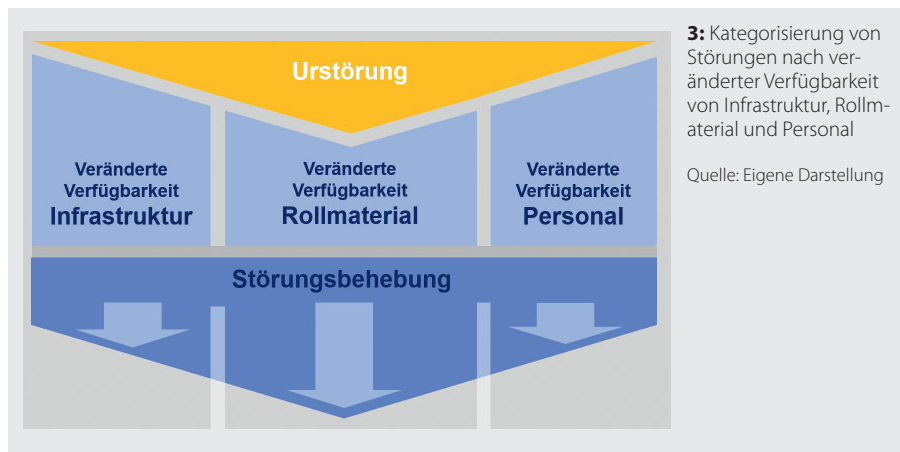 Urstörung
Veränderte
Verfügbarkeit
Infrastruktur
Veränderte
Verfügbarkeit
Rollmaterial
Veränderte
Verfügbarkeit
Personal
Störungsbehebung
3: Kategorisierung von
Störungen nach ver-
änderter Verfügbarkeit
von Infrastruktur, Rollm-
aterial und Personal
Quelle: Eigene Darstellung